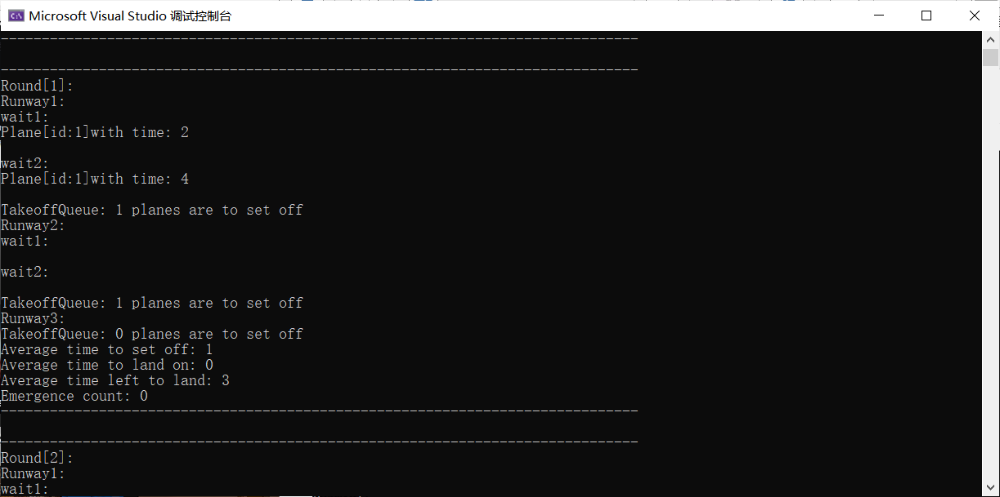 Microsoft Visual Studio 调试控制台
--------------------------------------------------------------------------------
--------------------------------------------------------------------------------
Round[1]:
Runway1:
wait1:
Plane[id:1]with time: 2
wait2:
Plane[id:1]with time: 4
TakeoffQueue: 1 planes are to set off
Runway2:
wait1:
wait2:
TakeoffQueue: 1 planes are to set off
Runway3:
TakeoffQueue: 0 planes are to set off
Average time to set off: 1
Average time to land on: 0
Average time left to land: 3
Emergence count: 0
--------------------------------------------------------------------------------
--------------------------------------------------------------------------------
Round[2]:
Runway1:
wait1: